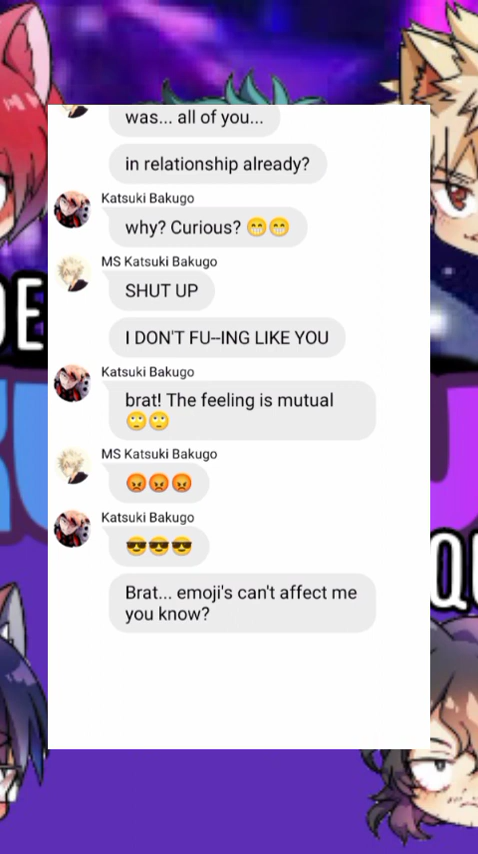 was... all of you...
in relationship already?
Katsuki Bakugo
why? Curious? 😁😁
MS Katsuki Bakugo
SHUT UP
I DON'T FU--ING LIKE YOU
Katsuki Bakugo
brat! The feeling is mutual
🙄🙄
MS Katsuki Bakugo
😡😡😡
Katsuki Bakugo
😎😎😎
Brat... emoji's can't affect me
you know?